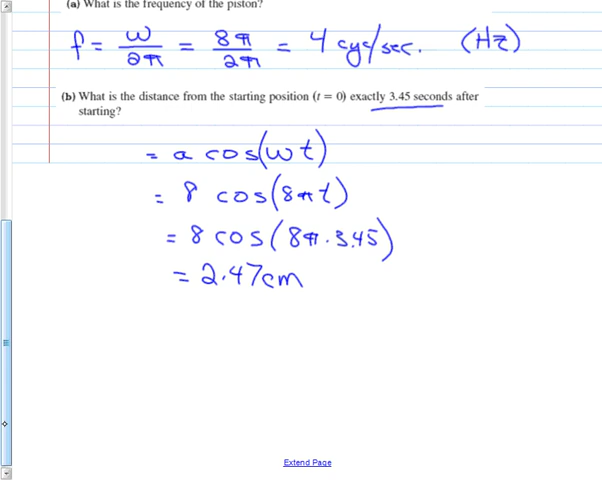 (a) What is the frequency of the piston?
f = ω/2π = 8π/2π = 4 cyc/sec. (Hz)
(b) What is the distance from the starting position (t = 0) exactly 3.45 seconds after
starting?
= a cos(ωt)
= 8 cos(8πt)
= 8 cos(8π · 3.45)
= 2.47cm
Extend Page